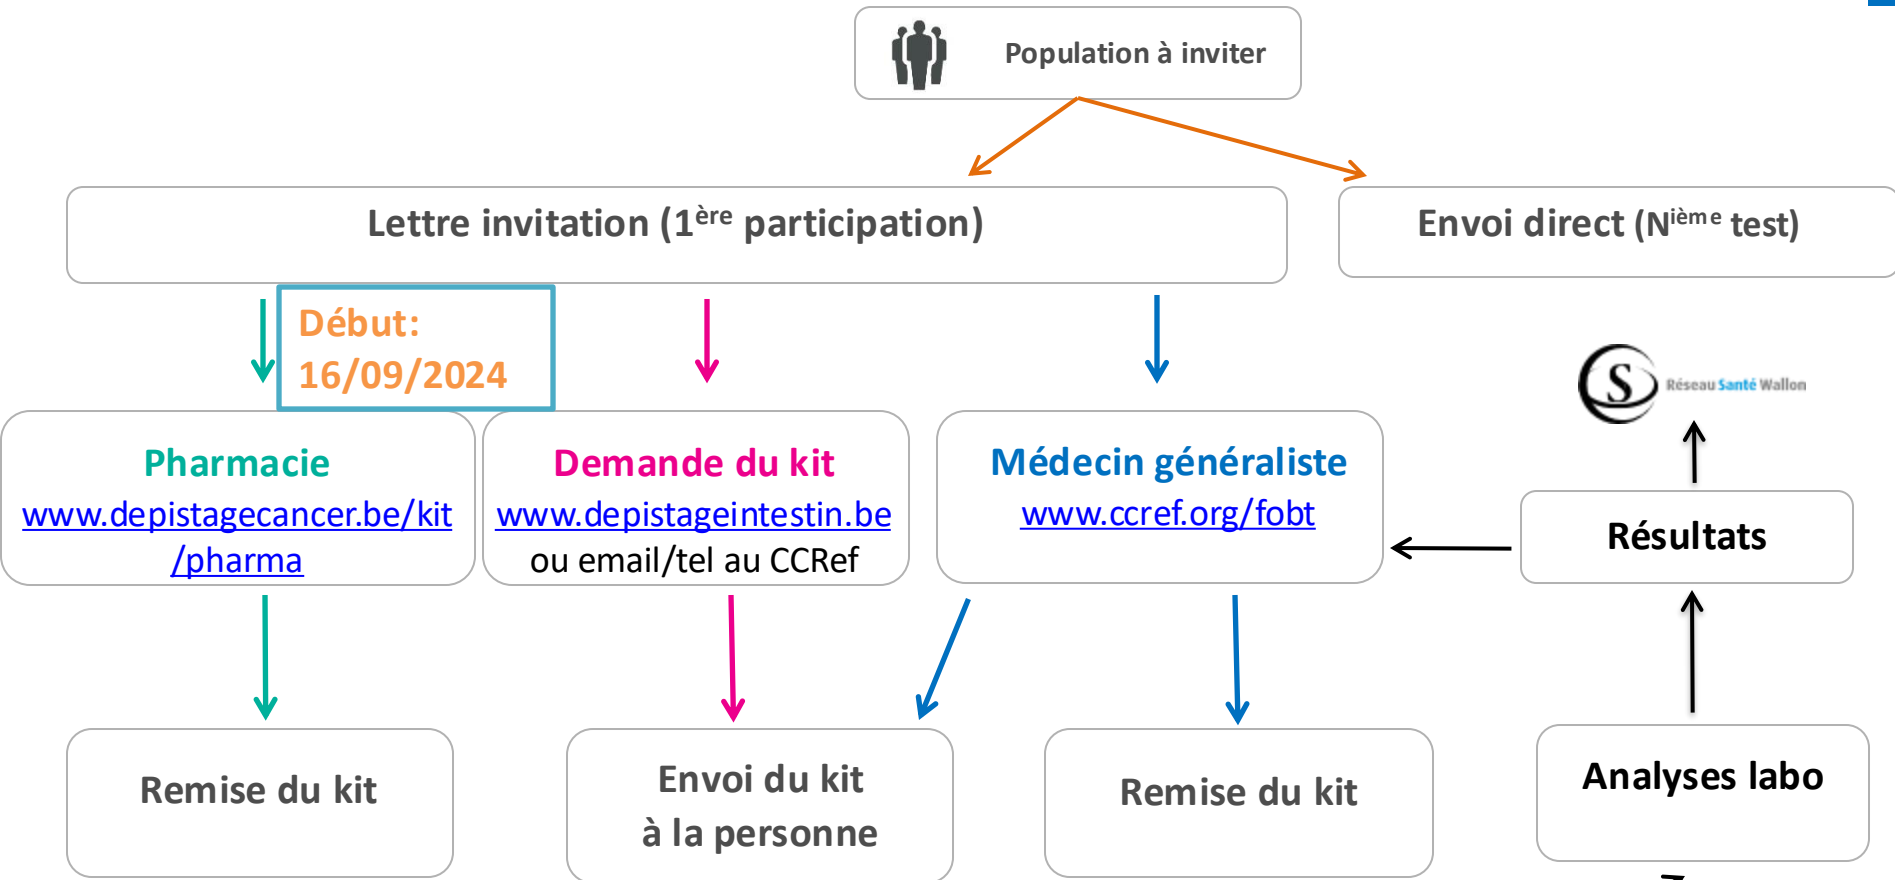 Population à inviter
Lettre invitation (1ère participation)
Envoi direct (Nième test)
Début:
16/09/2024
Réseau Santé Wallon
Pharmacie
www.depistagecancer.be/kit
/pharma
Demande du kit
www.depistageintestin.be
ou email/tel au CCRef
Médecin généraliste
www.ccref.org/fobt
Résultats
Remise du kit
Envoi du kit
à la personne
Remise du kit
Analyses labo